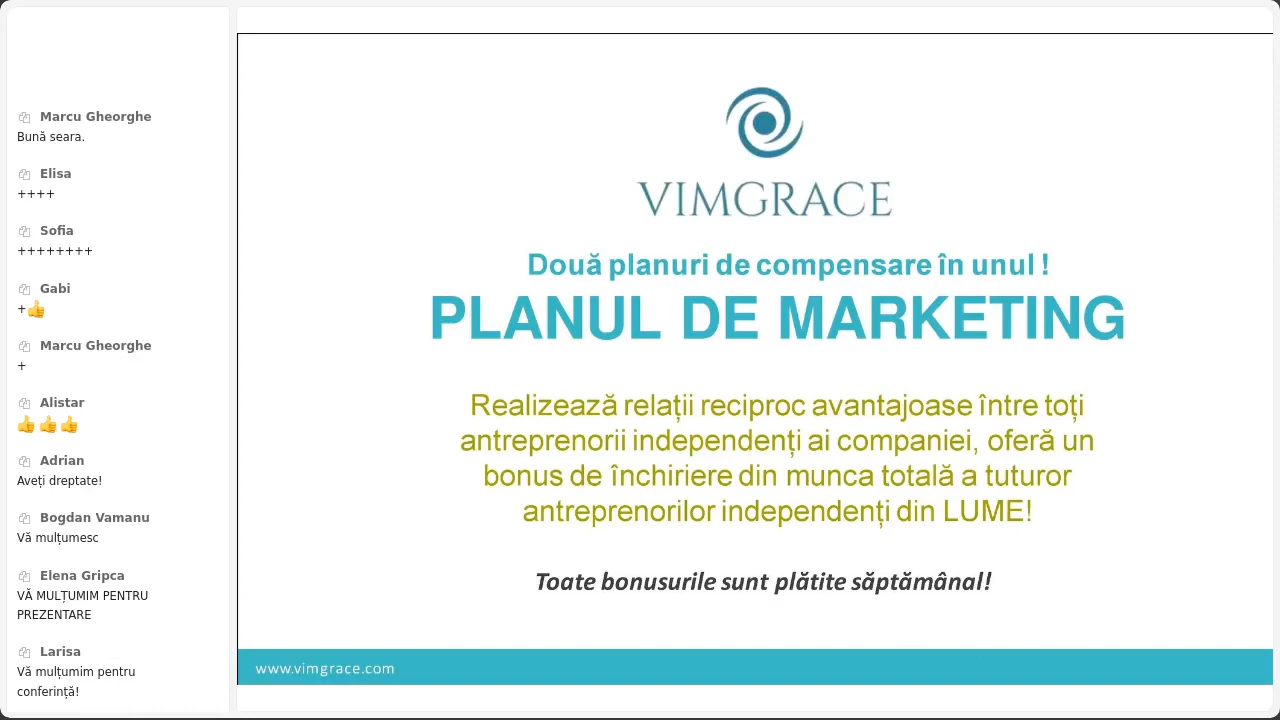 Marcu Gheorghe
Bună seara.
Elisa
++++
Sofia
++++++++
Gabi
+👍
Marcu Gheorghe
+
Alistar
👍👍👍
Adrian
Aveți dreptate!
Bogdan Vamanu
Vă mulțumesc
Elena Gripca
VĂ MULȚUMIM PENTRU
PREZENTARE
Larisa
Vă mulțumim pentru
conferință!
VIMGRACE
Două planuri de compensare în unul !
PLANUL DE MARKETING
Realizează relații reciproc avantajoase între toți
antreprenorii independenți ai companiei, oferă un
bonus de închiriere din munca totală a tuturor
antreprenorilor independenți din LUME!
Toate bonusurile sunt plătite săptămânal!
www.vimgrace.com